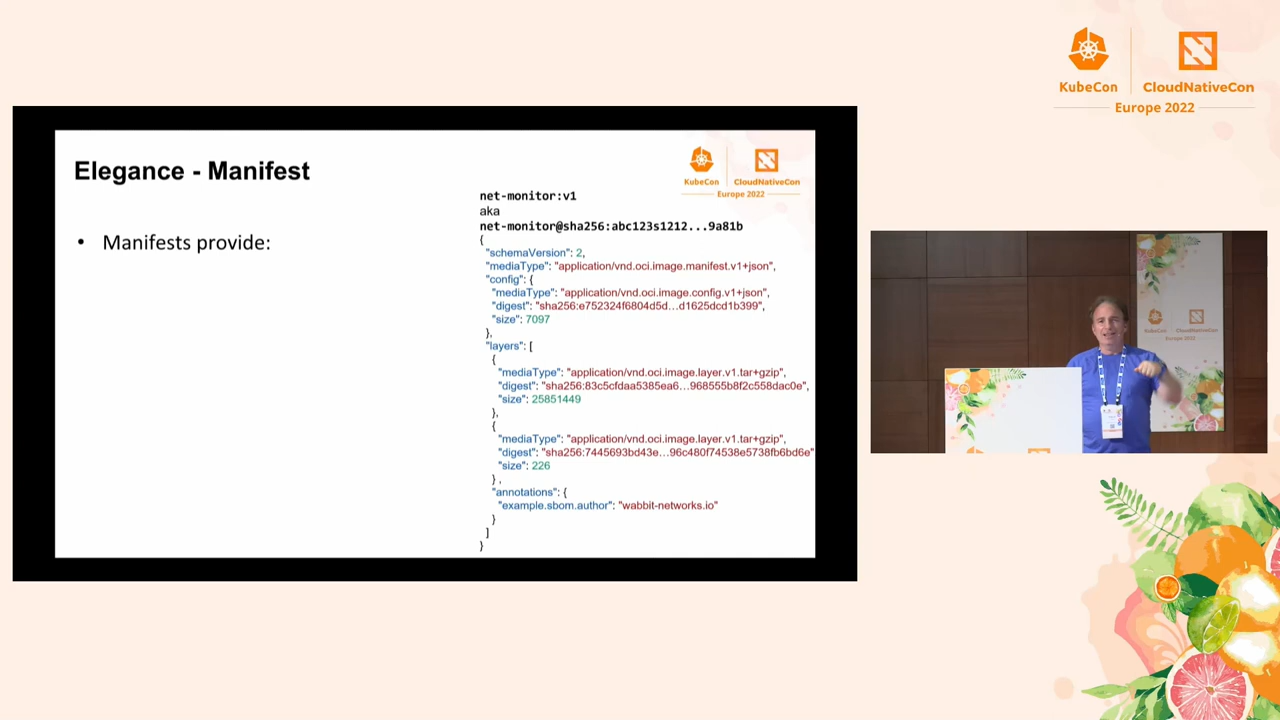 KubeCon
CloudNativeCon
Europe 2022
Elegance - Manifest
KubeCon
CloudNativeCon
Europe 2022
• Manifests provide:
net-monitor:v1
aka
net-monitor@sha256:abc123s1212...9a81b
{
"schemaVersion": 2,
"mediaType": "application/vnd.oci.image.manifest.v1+json",
"config": {
"mediaType": "application/vnd.oci.image.config.v1+json",
"digest": "sha256:e752324f6804d5d...d1625dcd1b399",
"size": 7097
},
"layers": [
{
"mediaType": "application/vnd.oci.image.layer.v1.tar+gzip",
"digest": "sha256:83c5cfdaa5385ea6...968555b8f2c558dac0e",
"size": 25851449
},
{
"mediaType": "application/vnd.oci.image.layer.v1.tar+gzip",
"digest": "sha256:7445693bd43e...96c480f74538e5738fb6bd6e"
"size": 226
} ,
"annotations": {
"example.sbom.author": "wabbit-networks.io"
}
]
}
KubeCon
CloudNativeCon
Europe 2022